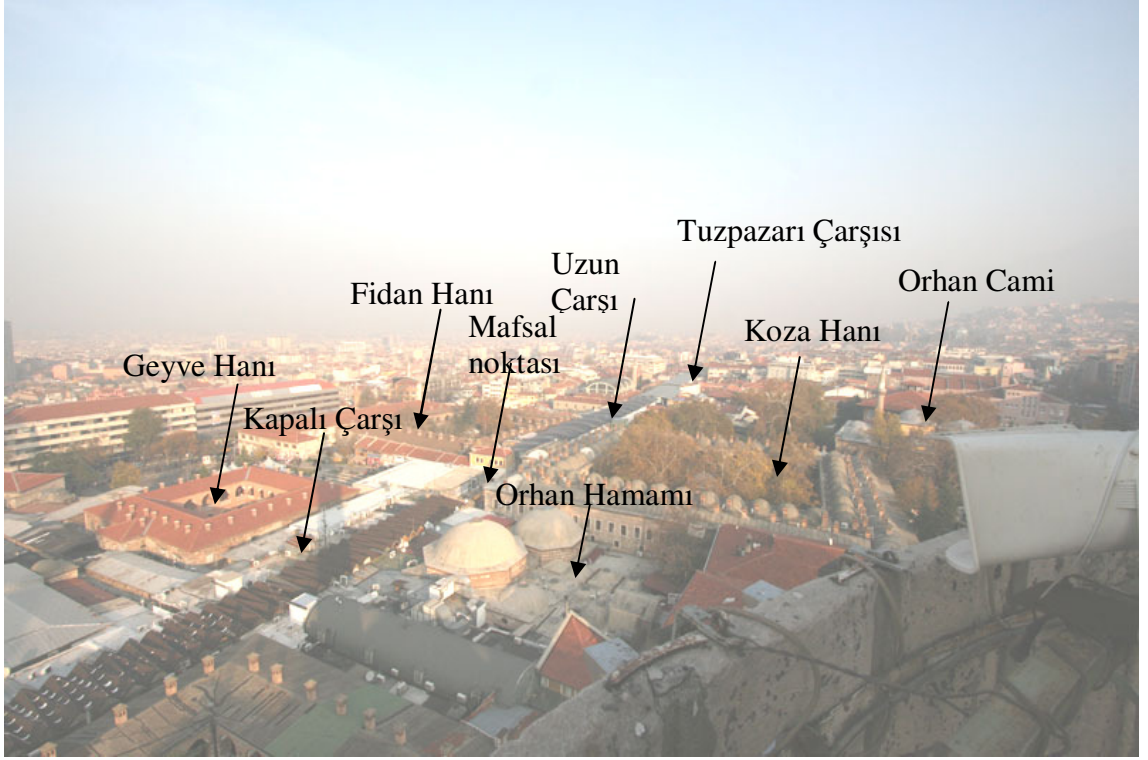 Tuzpazarı Çarşısı
Uzun
Çarşı
Orhan Cami
Fidan Hanı
Mafsal
noktası
Koza Hanı
Geyve Hanı
Kapalı Çarşı
Orhan Hamamı